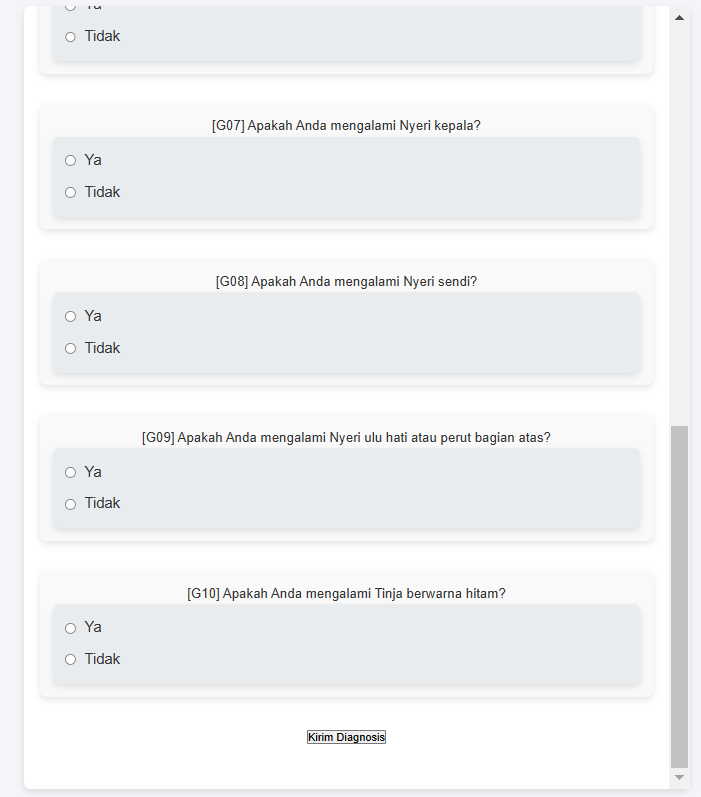 Tidak
[G07] Apakah Anda mengalami Nyeri kepala?
Ya
Tidak
[G08] Apakah Anda mengalami Nyeri sendi?
Ya
Tidak
[G09] Apakah Anda mengalami Nyeri ulu hati atau perut bagian atas?
Ya
Tidak
[G10] Apakah Anda mengalami Tinja berwarna hitam?
Ya
Tidak
Kirim Diagnosis